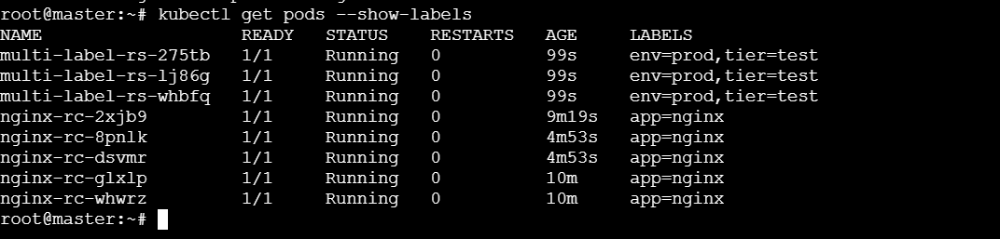 root@master:~# kubectl get pods --show-labels
NAME                   READY   STATUS    RESTARTS   AGE     LABELS
multi-label-rs-275tb   1/1     Running   0          99s     env=prod,tier=test
multi-label-rs-lj86g   1/1     Running   0          99s     env=prod,tier=test
multi-label-rs-whbfq   1/1     Running   0          99s     env=prod,tier=test
nginx-rc-2xjb9         1/1     Running   0          9m19s   app=nginx
nginx-rc-8pnlk         1/1     Running   0          4m53s   app=nginx
nginx-rc-dsvmr         1/1     Running   0          4m53s   app=nginx
nginx-rc-glxlp         1/1     Running   0          10m     app=nginx
nginx-rc-whwrz         1/1     Running   0          10m     app=nginx
root@master:~#